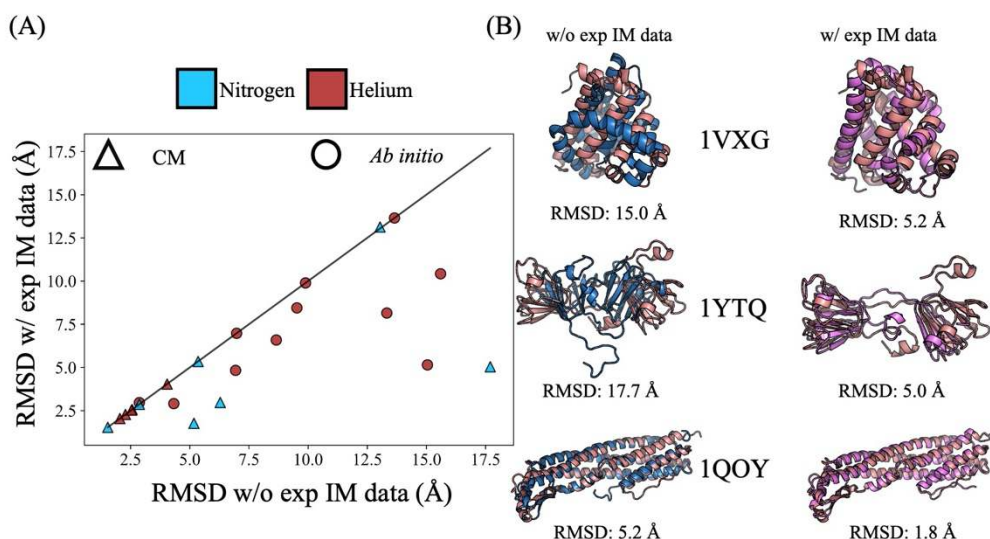 (A)
Nitrogen
Helium
CM
Ab initio
17.5
15.0
12.5
10.0
7.5
5.0
2.5
RMSD w/ exp IM data (Å)
2.5 5.0 7.5 10.0 12.5 15.0 17.5
RMSD w/o exp IM data (Å)
(B)
w/o exp IM data
w/ exp IM data
1VXG
RMSD: 15.0 Å
RMSD: 5.2 Å
1YTQ
RMSD: 17.7 Å
RMSD: 5.0 Å
1QOY
RMSD: 5.2 Å
RMSD: 1.8 Å